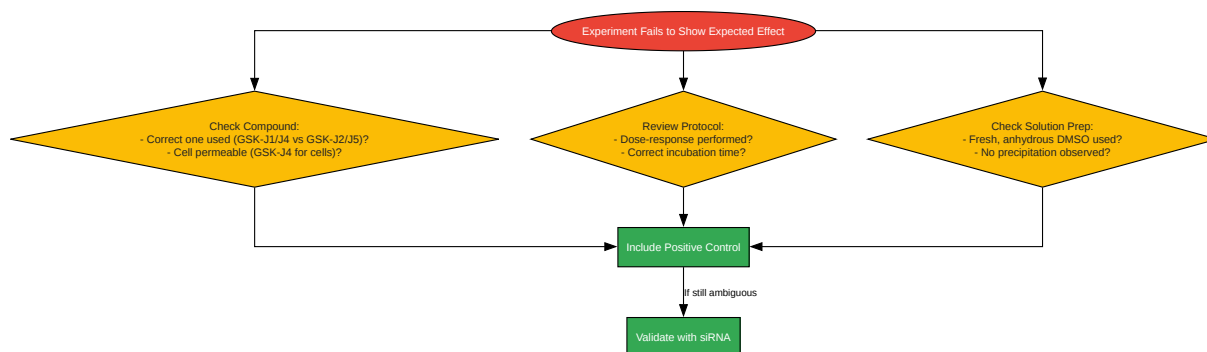 Experiment Fails to Show Expected Effect
Check Compound:
- Correct one used (GSK-J1/J4 vs GSK-J2/J5)?
- Cell permeable (GSK-J4 for cells)?
Review Protocol:
- Dose-response performed?
- Correct incubation time?
Check Solution Prep:
- Fresh, anhydrous DMSO used?
- No precipitation observed?
Include Positive Control
If still ambiguous
Validate with siRNA